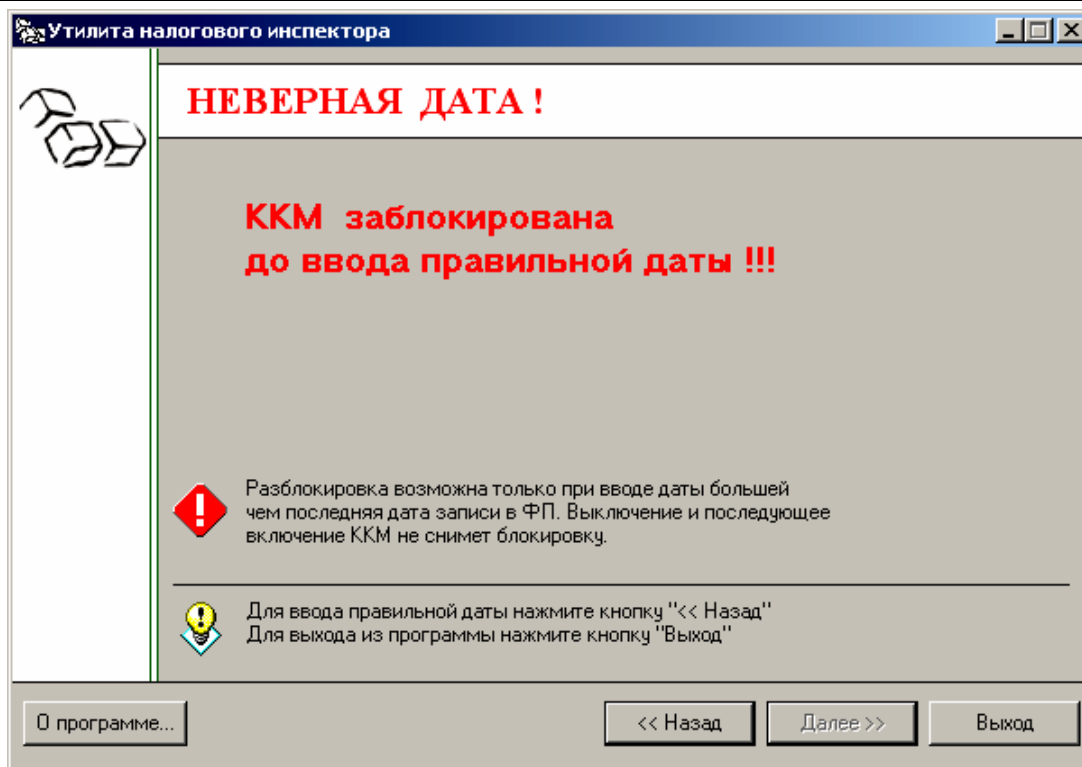 Утилита налогового инспектора
НЕВЕРНАЯ ДАТА !
ККМ заблокирована
до ввода правильной даты !!!
Разблокировка возможна только при вводе даты большей
чем последняя дата записи в ФП. Выключение и последующее
включение ККМ не снимет блокировку.
Для ввода правильной даты нажмите кнопку "<< Назад"
Для выхода из программы нажмите кнопку "Выход"
О программе...
<< Назад
Далее >>
Выход